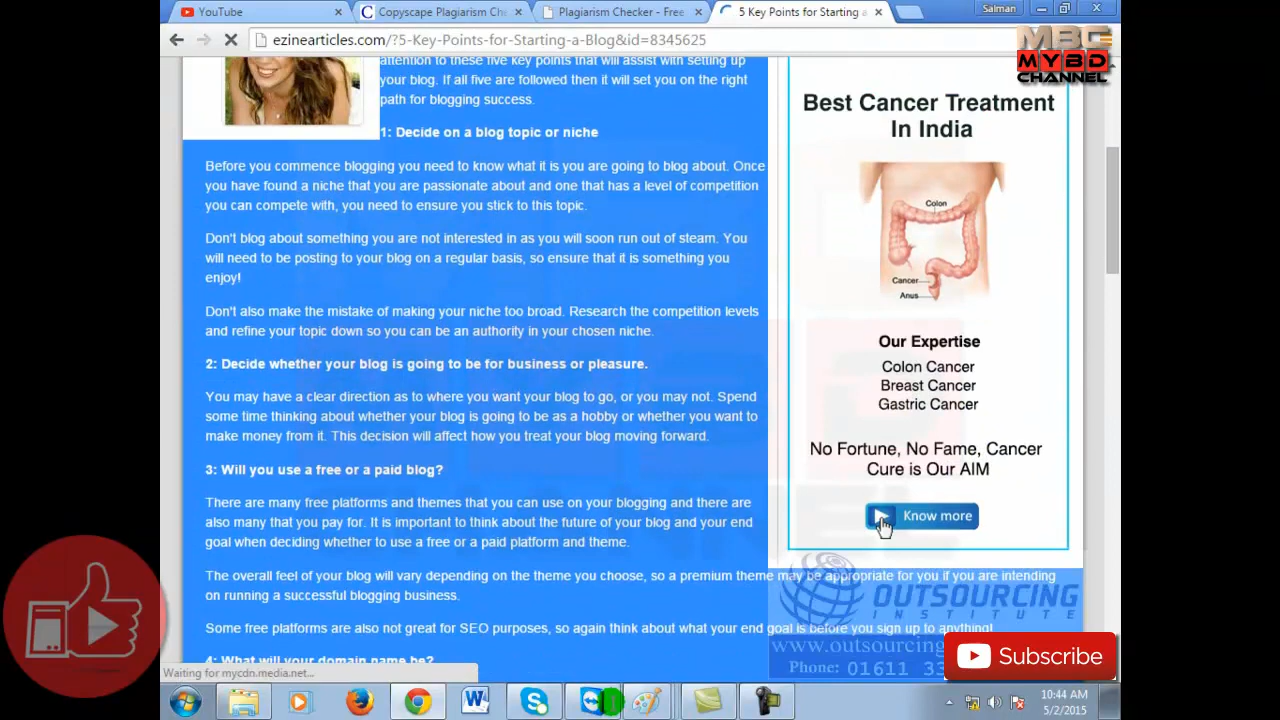 YouTube
Copyscape Plagiarism Che
Plagiarism Checker - Free
5 Key Points for Starting a
Salman
ezinearticles.com/?5-Key-Points-for-Starting-a-Blog&id=8345625
MBC
MYBD
CHANNEL
attention to these five key points that will assist with setting up
your blog. If all five are followed then it will set you on the right
path for blogging success.
1: Decide on a blog topic or niche
Before you commence blogging you need to know what it is you are going to blog about. Once
you have found a niche that you are passionate about and one that has a level of competition
you can compete with, you need to ensure you stick to this topic.
Don't blog about something you are not interested in as you will soon run out of steam. You
will need to be posting to your blog on a regular basis, so ensure that it is something you
enjoy!
Don't also make the mistake of making your niche too broad. Research the competition levels
and refine your topic down so you can be an authority in your chosen niche.
2: Decide whether your blog is going to be for business or pleasure.
You may have a clear direction as to where you want your blog to go, or you may not. Spend
some time thinking about whether your blog is going to be as a hobby or whether you want to
make money from it. This decision will affect how you treat your blog moving forward.
3: Will you use a free or a paid blog?
There are many free platforms and themes that you can use on your blogging and there are
also many that you pay for. It is important to think about the future of your blog and your end
goal when deciding whether to use a free or a paid platform and theme.
The overall feel of your blog will vary depending on the theme you choose, so a premium theme may be appropriate for you if you are intending
on running a successful blogging business.
Some free platforms are also not great for SEO purposes, so again think about what your end goal is before you sign up to anything!
4: What will your domain name be?
Best Cancer Treatment
In India
Colon
Cancer
Anus
Our Expertise
Colon Cancer
Breast Cancer
Gastric Cancer
No Fortune, No Fame, Cancer
Cure is Our AIM
Know more
OUTSOURCING
INSTITUTE
www.outsourcing
Phone: 01611 33
Subscribe
Waiting for mycdn.media.net...
10:44 AM
5/2/2015